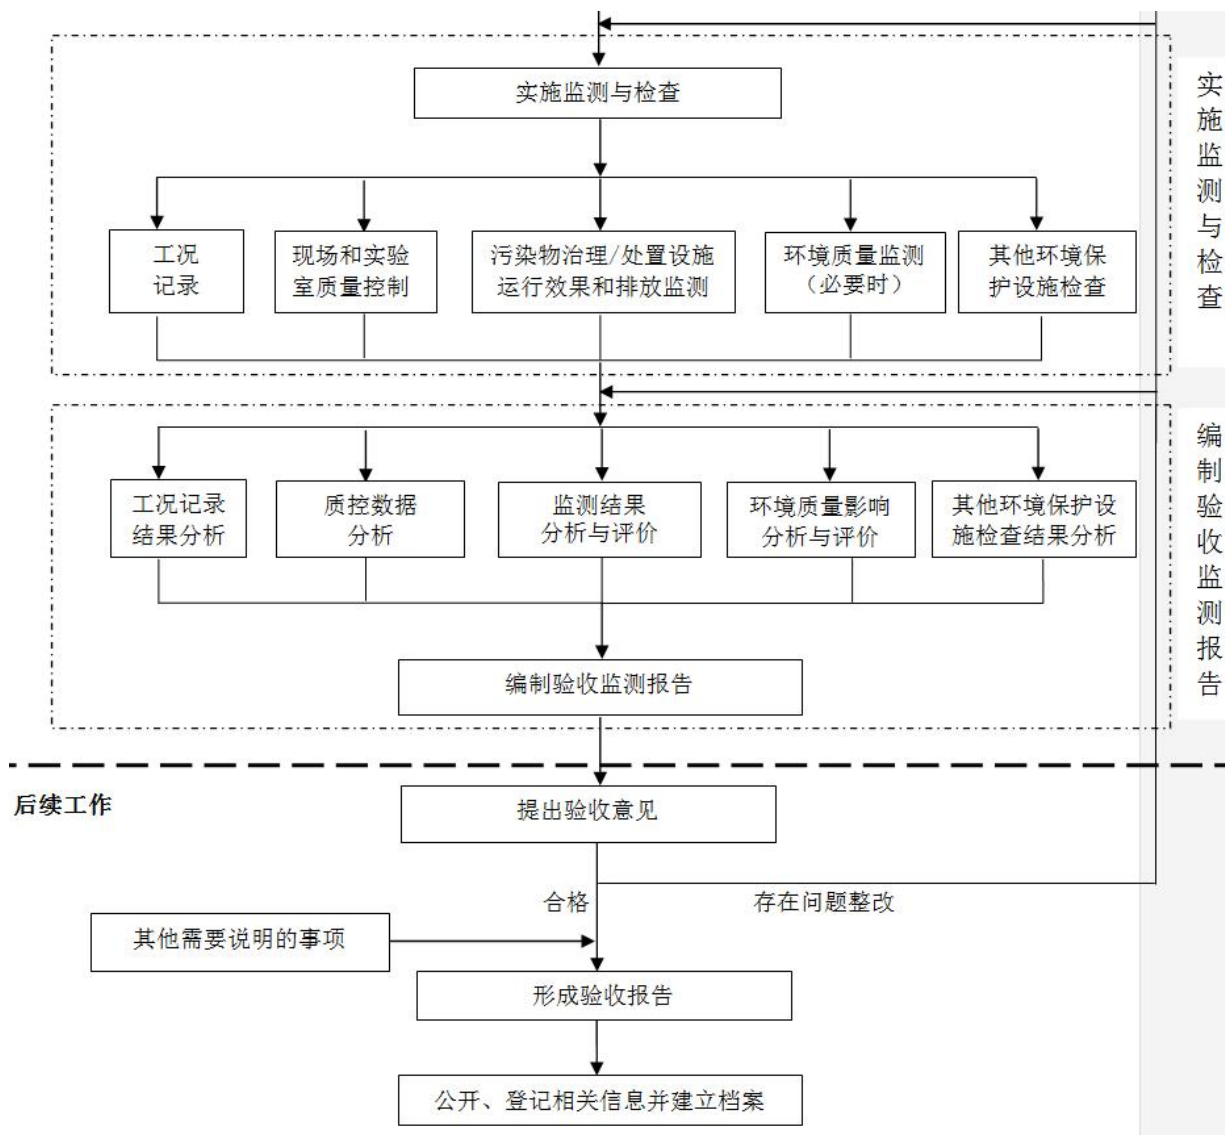 实施监测与检查
工况
记录
现场和实验
室质量控制
污染物治理/处置设施
运行效果和排放监测
环境质量监测
（必要时）
其他环境保
护设施检查
实施监测与检查
工况记录
结果分析
质控数据
分析
监测结果
分析与评价
环境质量影响
分析与评价
其他环境保护设
施检查结果分析
编制验收监测报告
编制验收监测报告
后续工作
提出验收意见
合格
存在问题整改
其他需要说明的事项
形成验收报告
公开、登记相关信息并建立档案